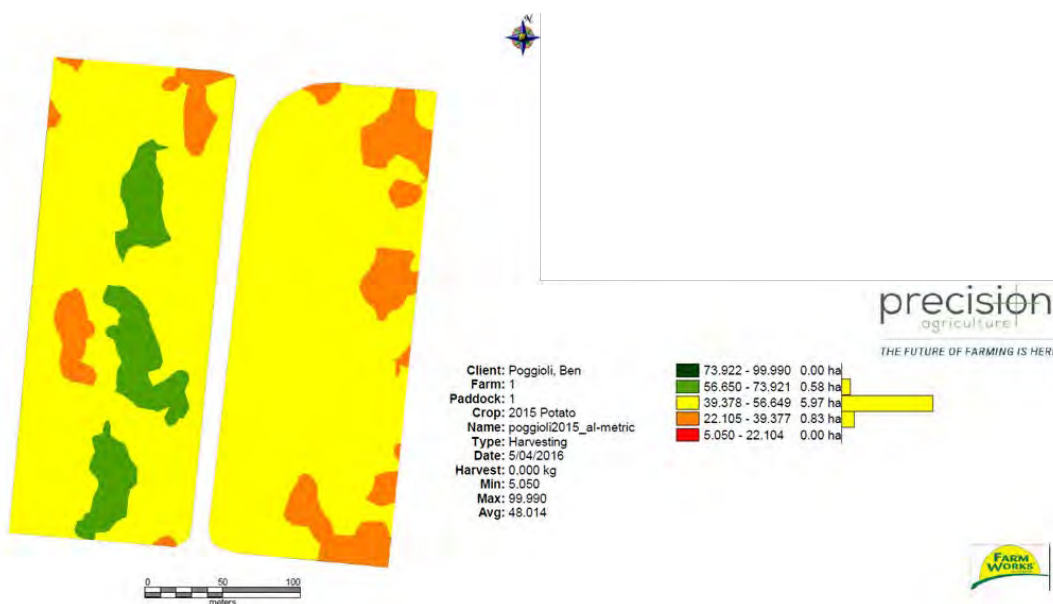 N
precision
agriculture
THE FUTURE OF FARMING IS HERE
Client: Poggioli, Ben
Farm: 1
Paddock: 1
Crop: 2015 Potato
Name: poggioli2015_al-metric
Type: Harvesting
Date: 5/04/2016
Harvest: 0.000 kg
Min: 5.050
Max: 99.990
Avg: 48.014
73.922 - 99.990 0.00 ha
56.650 - 73.921 0.58 ha
39.378 - 56.649 5.97 ha
22.105 - 39.377 0.83 ha
5.050 - 22.104 0.00 ha
0 50 100
meters
FARM
WORKS